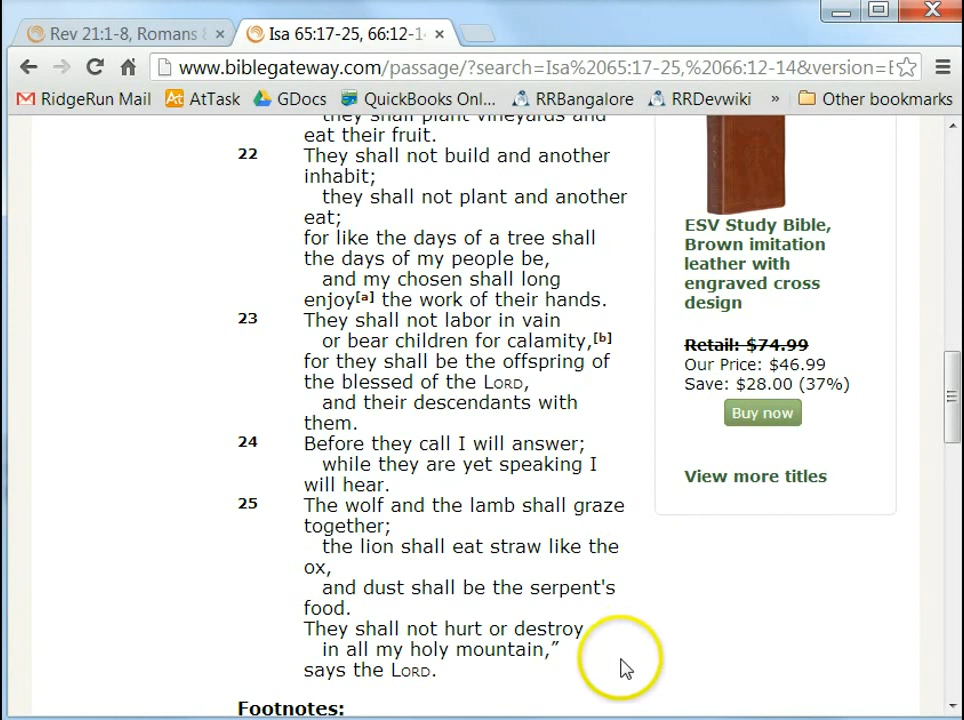 Rev 21:1-8, Romans 8
Isa 65:17-25, 66:12-14
www.biblegateway.com/passage/?search=Isa%2065:17-25,%2066:12-14&version=E
RidgeRun Mail
AtTask
GDocs
QuickBooks Onl...
RRBangalore
RRDevwiki
»
Other bookmarks
they shall plant vineyards and
eat their fruit.
22 They shall not build and another
inhabit;
they shall not plant and another
eat;
for like the days of a tree shall
the days of my people be,
and my chosen shall long
enjoy[a] the work of their hands.
23 They shall not labor in vain
or bear children for calamity,[b]
for they shall be the offspring of
the blessed of the LORD,
and their descendants with
them.
24 Before they call I will answer;
while they are yet speaking I
will hear.
25 The wolf and the lamb shall graze
together;
the lion shall eat straw like the
ox,
and dust shall be the serpent's
food.
They shall not hurt or destroy
in all my holy mountain,”
says the LORD.
Footnotes:
ESV Study Bible,
Brown imitation
leather with
engraved cross
design
Retail: $74.99
Our Price: $46.99
Save: $28.00 (37%)
Buy now
View more titles